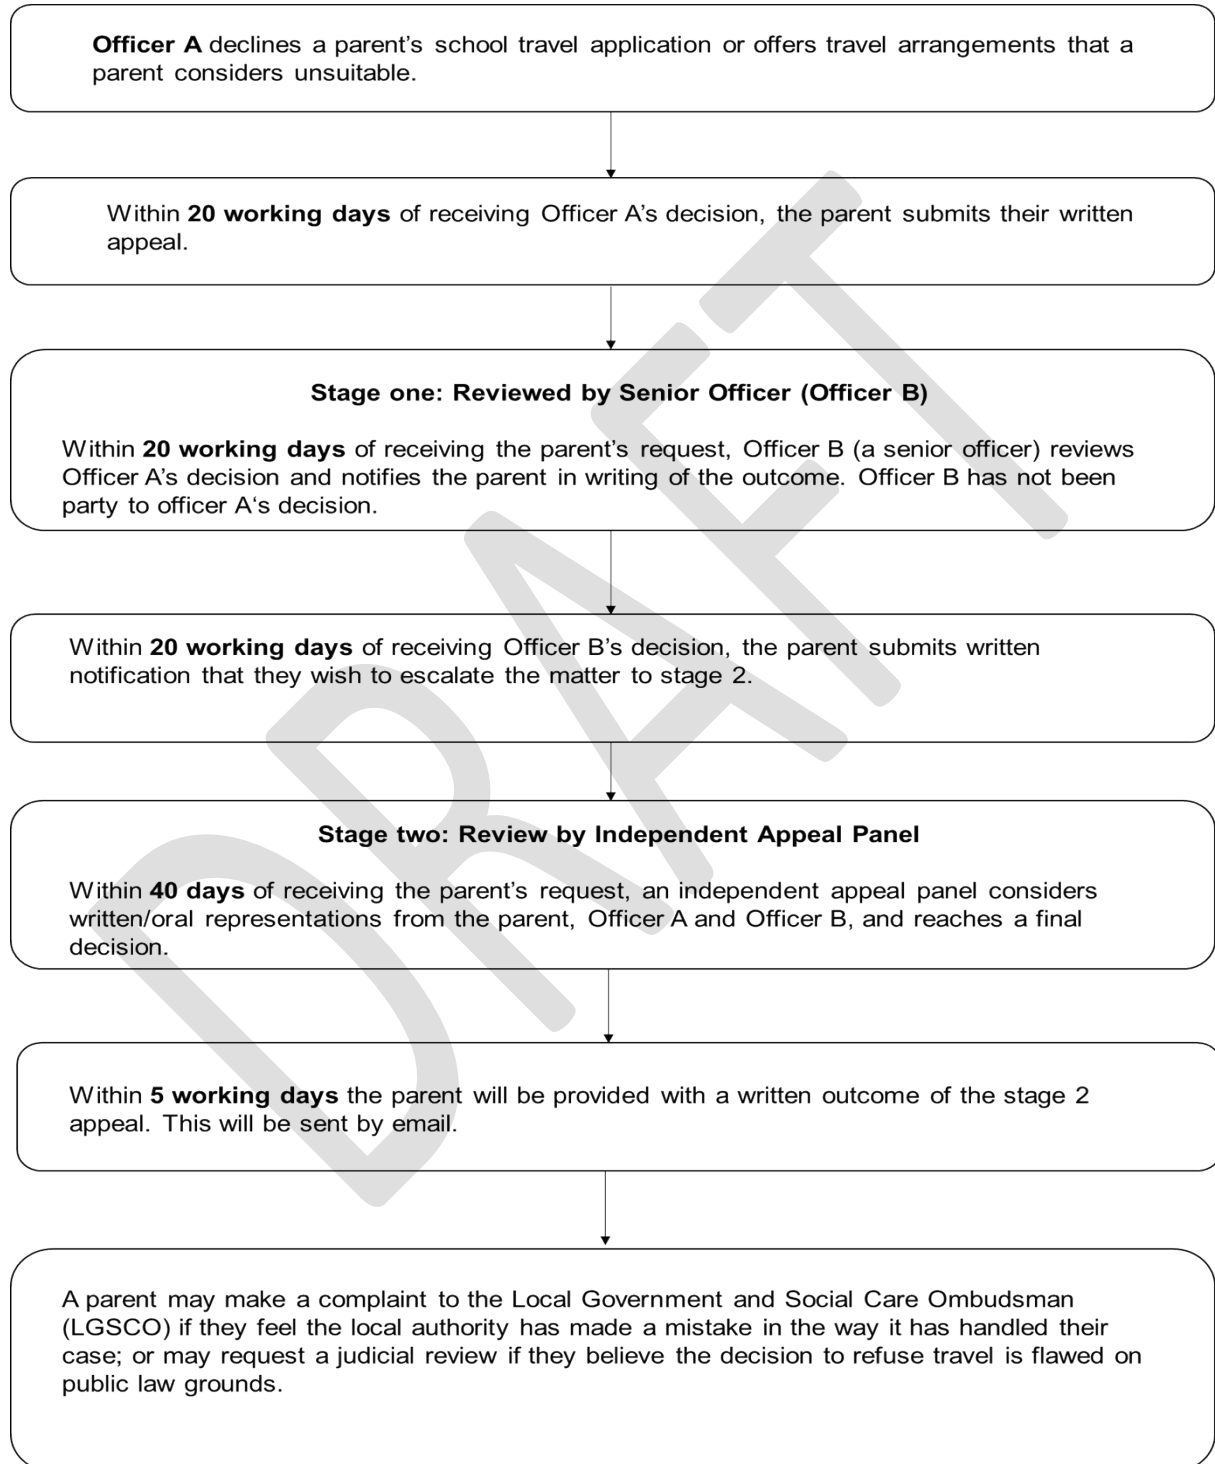 Officer A declines a parent's school travel application or offers travel arrangements that a
parent considers unsuitable.
Within 20 working days of receiving Officer A's decision, the parent submits their written
appeal.
Stage one: Reviewed by Senior Officer (Officer B)
Within 20 working days of receiving the parent's request, Officer B (a senior officer) reviews
Officer A's decision and notifies the parent in writing of the outcome. Officer B has not been
party to officer A‘s decision.
Within 20 working days of receiving Officer B's decision, the parent submits written
notification that they wish to escalate the matter to stage 2.
Stage two: Review by Independent Appeal Panel
Within 40 days of receiving the parent's request, an independent appeal panel considers
written/oral representations from the parent, Officer A and Officer B, and reaches a final
decision.
Within 5 working days the parent will be provided with a written outcome of the stage 2
appeal. This will be sent by email.
A parent may make a complaint to the Local Government and Social Care Ombudsman
(LGSCO) if they feel the local authority has made a mistake in the way it has handled their
case; or may request a judicial review if they believe the decision to refuse travel is flawed on
public law grounds.
DRAFT